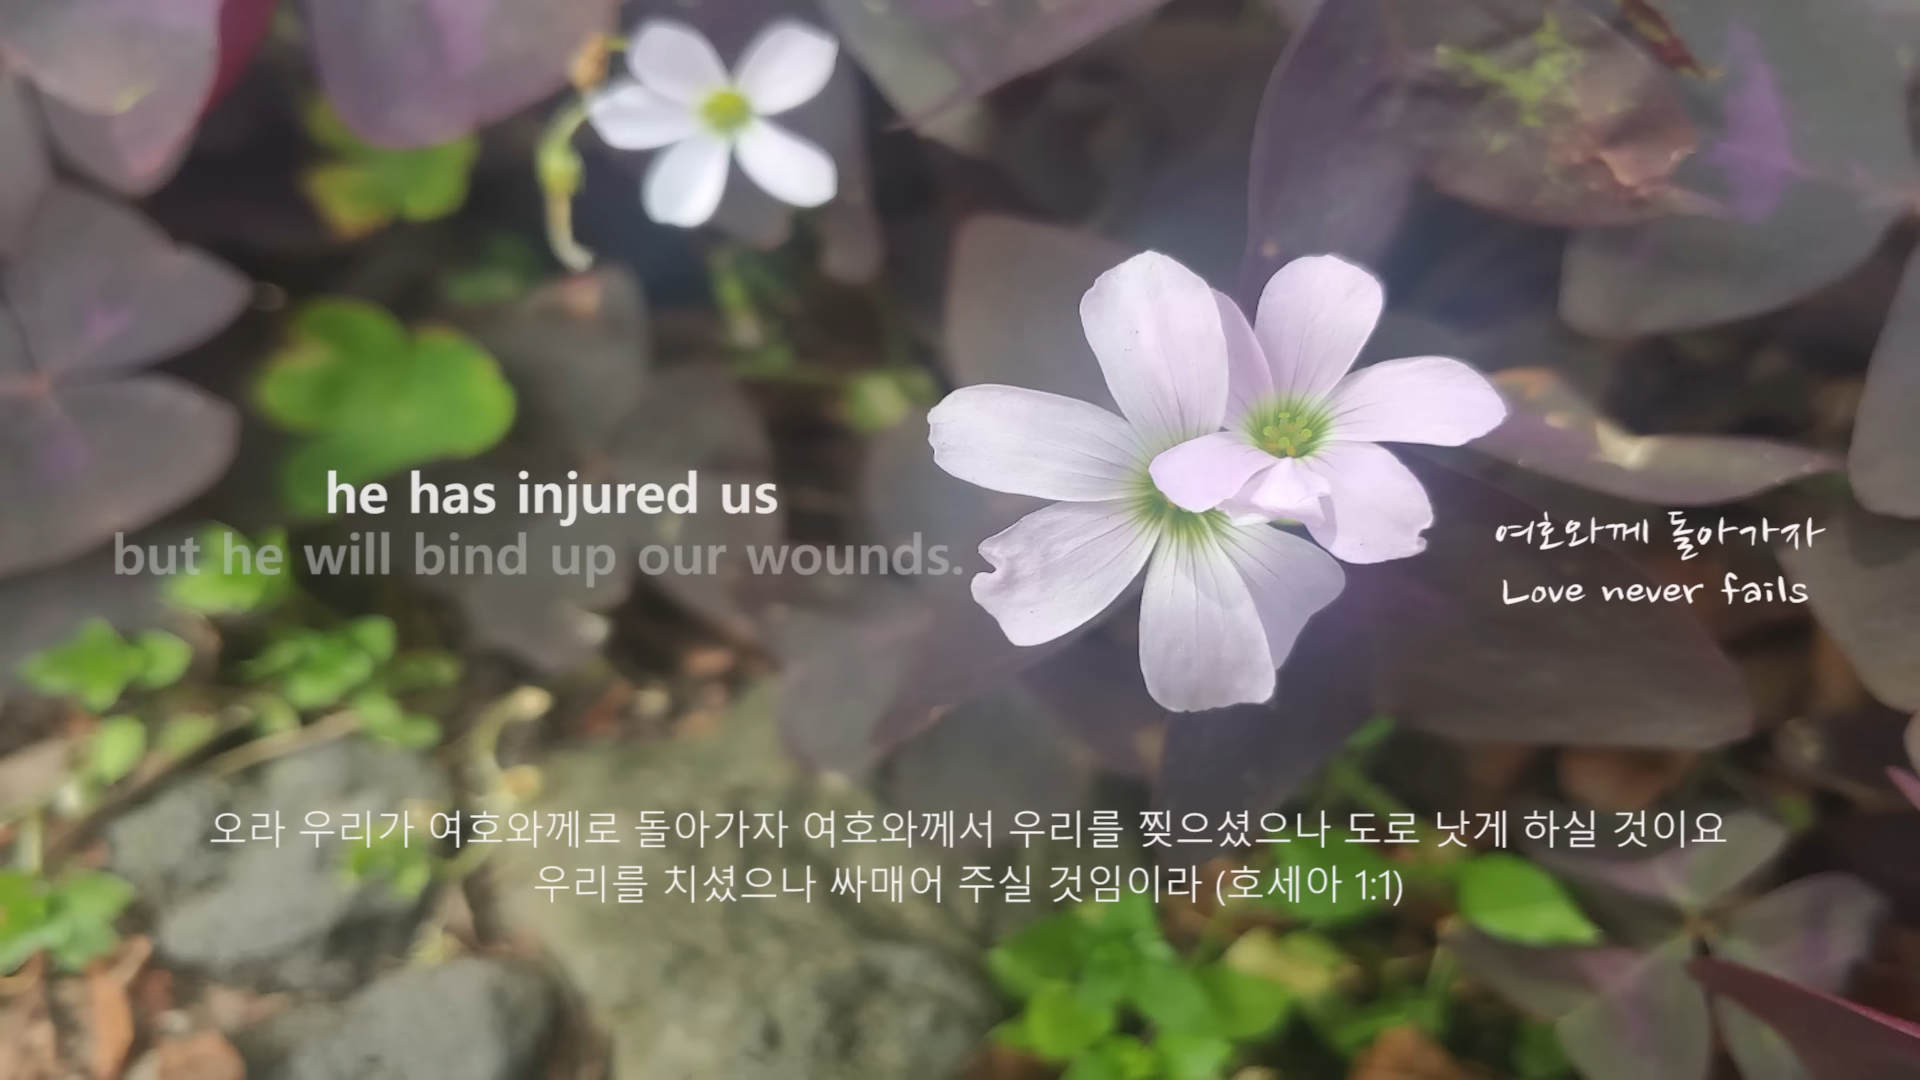 he has injured us
but he will bind up our wounds.
여호와께 돌아가자
Love never fails
오라 우리가 여호와께로 돌아가자 여호와께서 우리를 찢으셨으나 도로 낫게 하실 것이요
우리를 치셨으나 싸매어 주실 것임이라 (호세아 1:1)